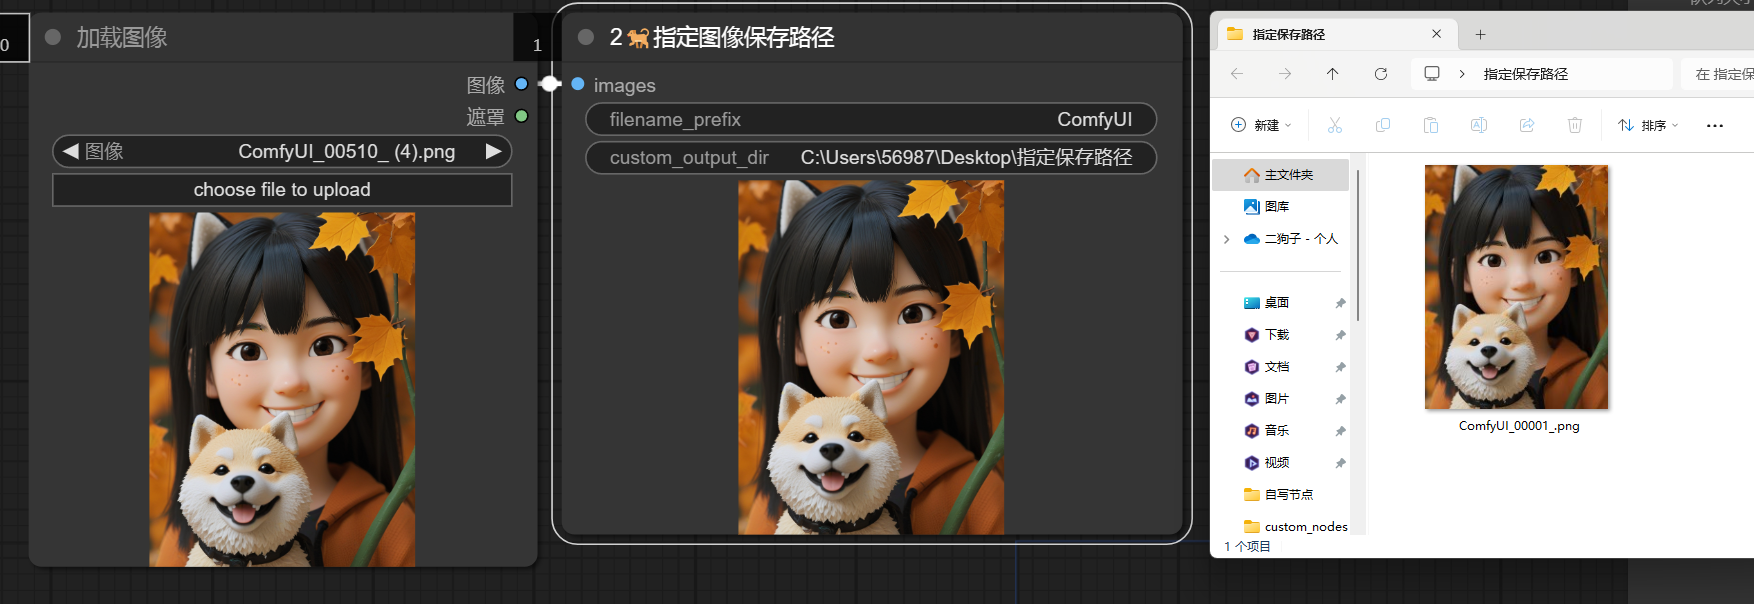 0
加载图像
图像
遮罩
图像 ComfyUI_00510_ (4).png
choose file to upload
1
2🐕指定图像保存路径
images
filename_prefix ComfyUI
custom_output_dir C:\Users\56987\Desktop\指定保存路径
指定保存路径
指定保存路径
在 指定保
新建
排序
主文件夹
图库
二狗子 - 个人
桌面
下载
文档
图片
音乐
视频
自写节点
custom_nodes
1 个项目
ComfyUI_00001_.png